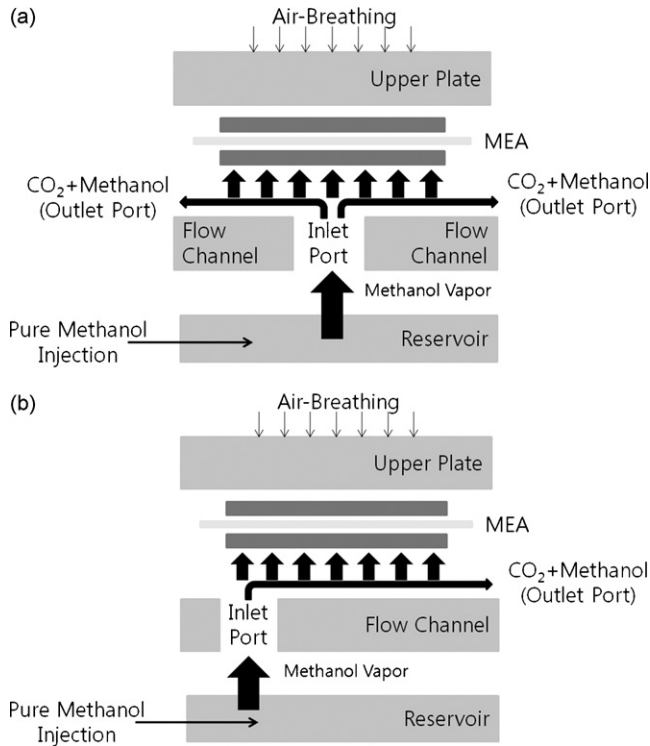 (a)
Air-Breathing
Upper Plate
MEA
CO₂+Methanol
(Outlet Port)
CO₂+Methanol
(Outlet Port)
Flow
Channel
Inlet
Port
Flow
Channel
Methanol Vapor
Pure Methanol
Injection
Reservoir
(b)
Air-Breathing
Upper Plate
MEA
CO₂+Methanol
(Outlet Port)
Inlet
Port
Flow Channel
Methanol Vapor
Pure Methanol
Injection
Reservoir